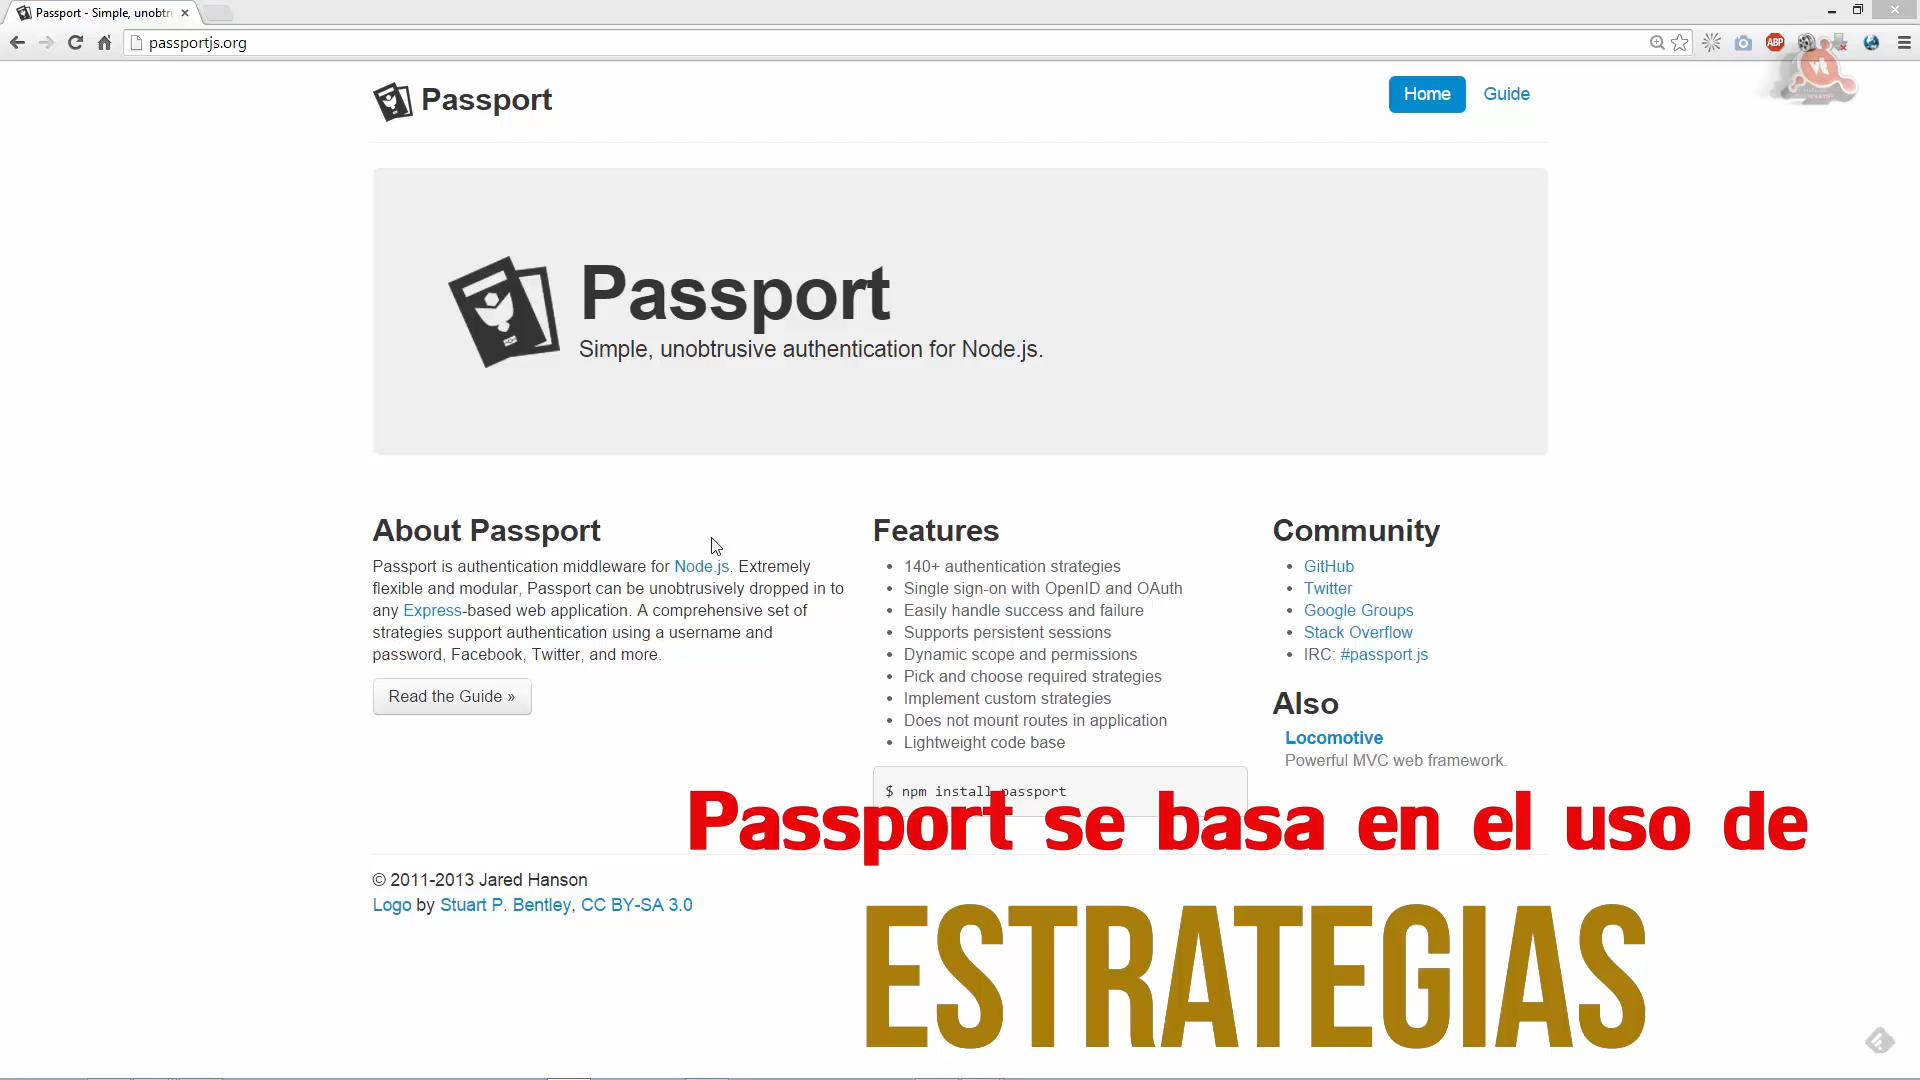 Passport - Simple, unobtr
passportjs.org
Passport
Home
Guide
Passport
Simple, unobtrusive authentication for Node.js.
About Passport
Passport is authentication middleware for Node.js. Extremely
flexible and modular, Passport can be unobtrusively dropped in to
any Express-based web application. A comprehensive set of
strategies support authentication using a username and
password, Facebook, Twitter, and more.
Read the Guide »
Features
• 140+ authentication strategies
• Single sign-on with OpenID and OAuth
• Easily handle success and failure
• Supports persistent sessions
• Dynamic scope and permissions
• Pick and choose required strategies
• Implement custom strategies
• Does not mount routes in application
• Lightweight code base
$ npm install passport
Community
• GitHub
• Twitter
• Google Groups
• Stack Overflow
• IRC: #passport.js
Also
Locomotive
Powerful MVC web framework.
Passport se basa en el uso de
ESTRATEGIAS
© 2011-2013 Jared Hanson
Logo by Stuart P. Bentley, CC BY-SA 3.0
ABP
vt